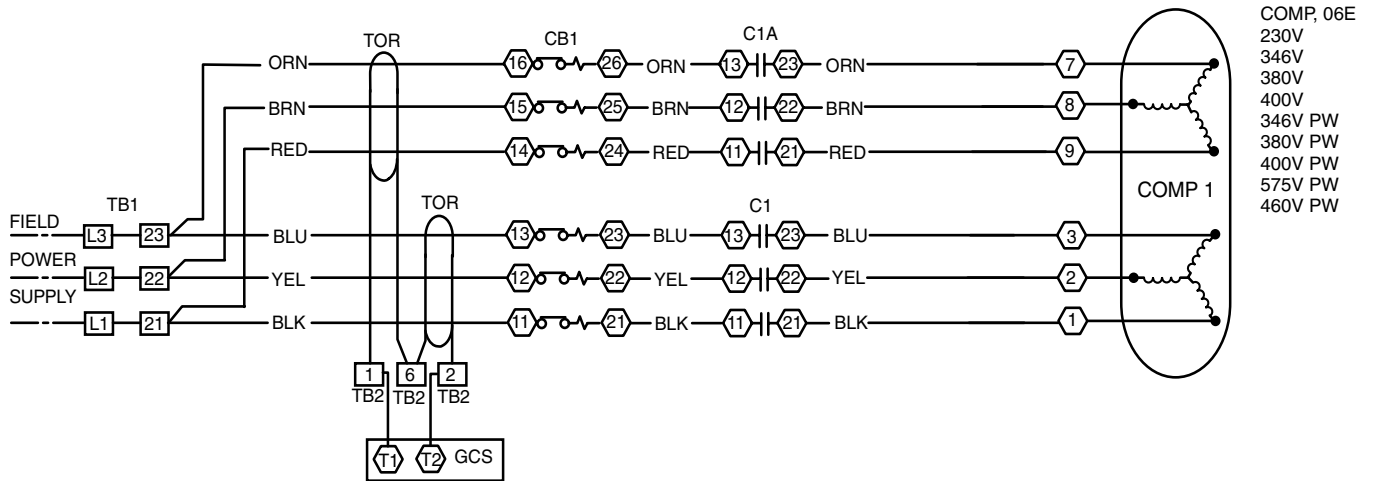 COMP, 06E
230V
346V
380V
400V
346V PW
380V PW
400V PW
575V PW
460V PW
TOR CB1 C1A
ORN 16 26 ORN 13 23 ORN 7
BRN 15 25 BRN 12 22 BRN 8
RED 14 24 RED 11 21 RED 9
COMP 1
TB1 TOR C1
FIELD L3 23 BLU 13 23 BLU 13 23 BLU 3
POWER L2 22 YEL 12 22 YEL 12 22 YEL 2
SUPPLY L1 21 BLK 11 21 BLK 11 21 BLK 1
1 6 2
TB2 TB2 TB2
T1 T2 GCS